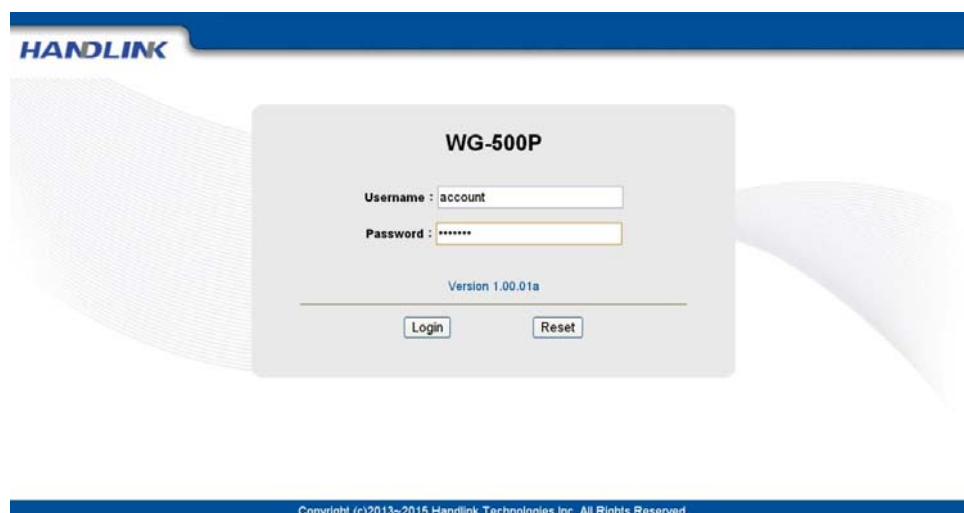 HANDLINK
WG-500P
Username : account
Password : •••••••
Version 1.00.01a
Login Reset
Copyright (c)2013~2015 Handlink Technologies Inc. All Rights Reserved.